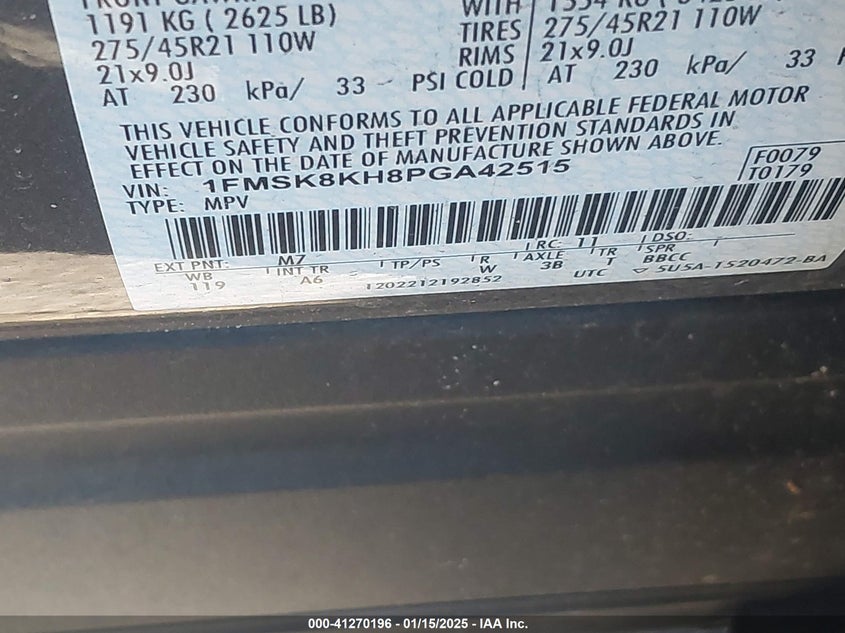 1191 KG ( 2625 LB) WITH
275/45R21 110W TIRES 275/45R21 110W
21x9.0J RIMS 21x9.0J
AT 230 kPa/ 33 PSI COLD AT 230 kPa/ 33
THIS VEHICLE CONFORMS TO ALL APPLICABLE FEDERAL MOTOR
VEHICLE SAFETY AND THEFT PREVENTION STANDARDS IN
EFFECT ON THE DATE OF MANUFACTURE SHOWN ABOVE.
VIN: 1FMSK8KH8PGA42515 F0079
TYPE: MPV T0179
EXT PNT: M7 RC: 11 DSO:
WB INT TR TP/PS R AXLE TR SPR
119 A6 W 3B T BBCC
1202212192852 UTC 5U5A-1520472-BA
000-41270196 - 01/15/2025 - IAA Inc.